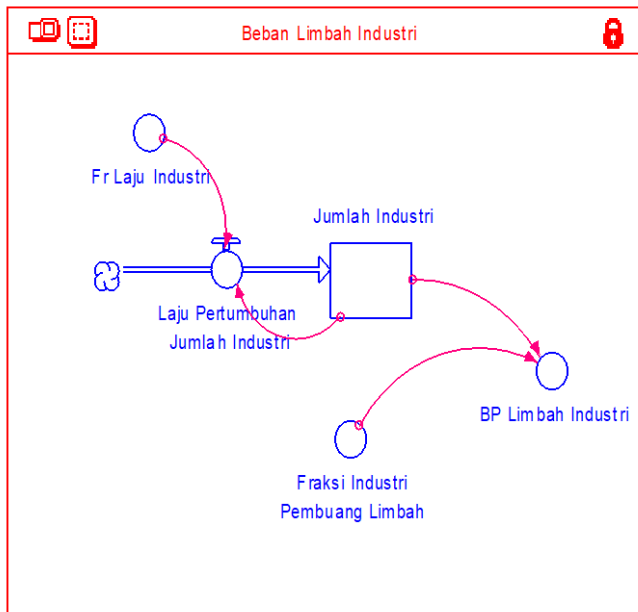 Beban Limbah Industri
Fr Laju Industri
Jumlah Industri
Laju Pertumbuhan
Jumlah Industri
BP Limbah Industri
Fraksi Industri
Pembuang Limbah